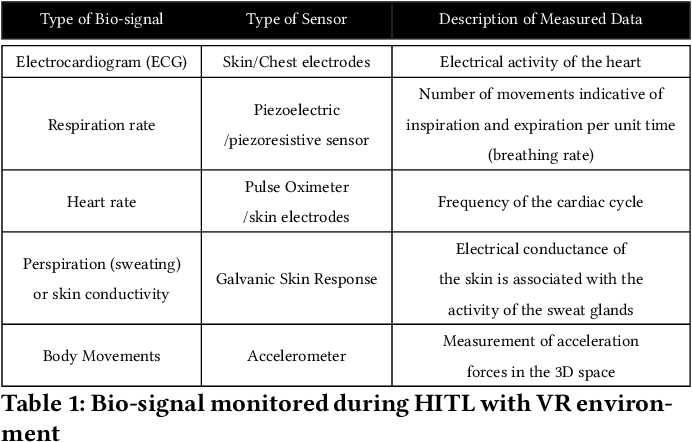 Type of Bio-signal Type of Sensor Description of Measured Data
Electrocardiogram (ECG) Skin/Chest electrodes Electrical activity of the heart
Respiration rate
Piezoelectric
/piezoresistive sensor
Number of movements indicative of
inspiration and expiration per unit time
(breathing rate)
Heart rate
Pulse Oximeter
/skin electrodes
Frequency of the cardiac cycle
Perspiration (sweating)
or skin conductivity
Galvanic Skin Response
Electrical conductance of
the skin is associated with the
activity of the sweat glands
Body Movements
Accelerometer
Measurement of acceleration
forces in the 3D space
Table 1: Bio-signal monitored during HITL with VR environ-
ment